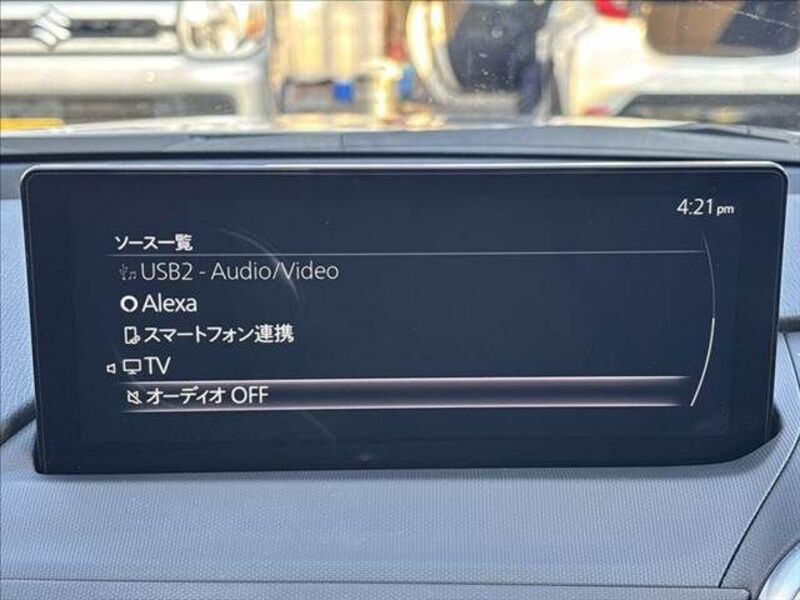 4:21pm
ソース一覧
USB2 - Audio/Video
Alexa
スマートフォン連携
TV
オーディオ OFF